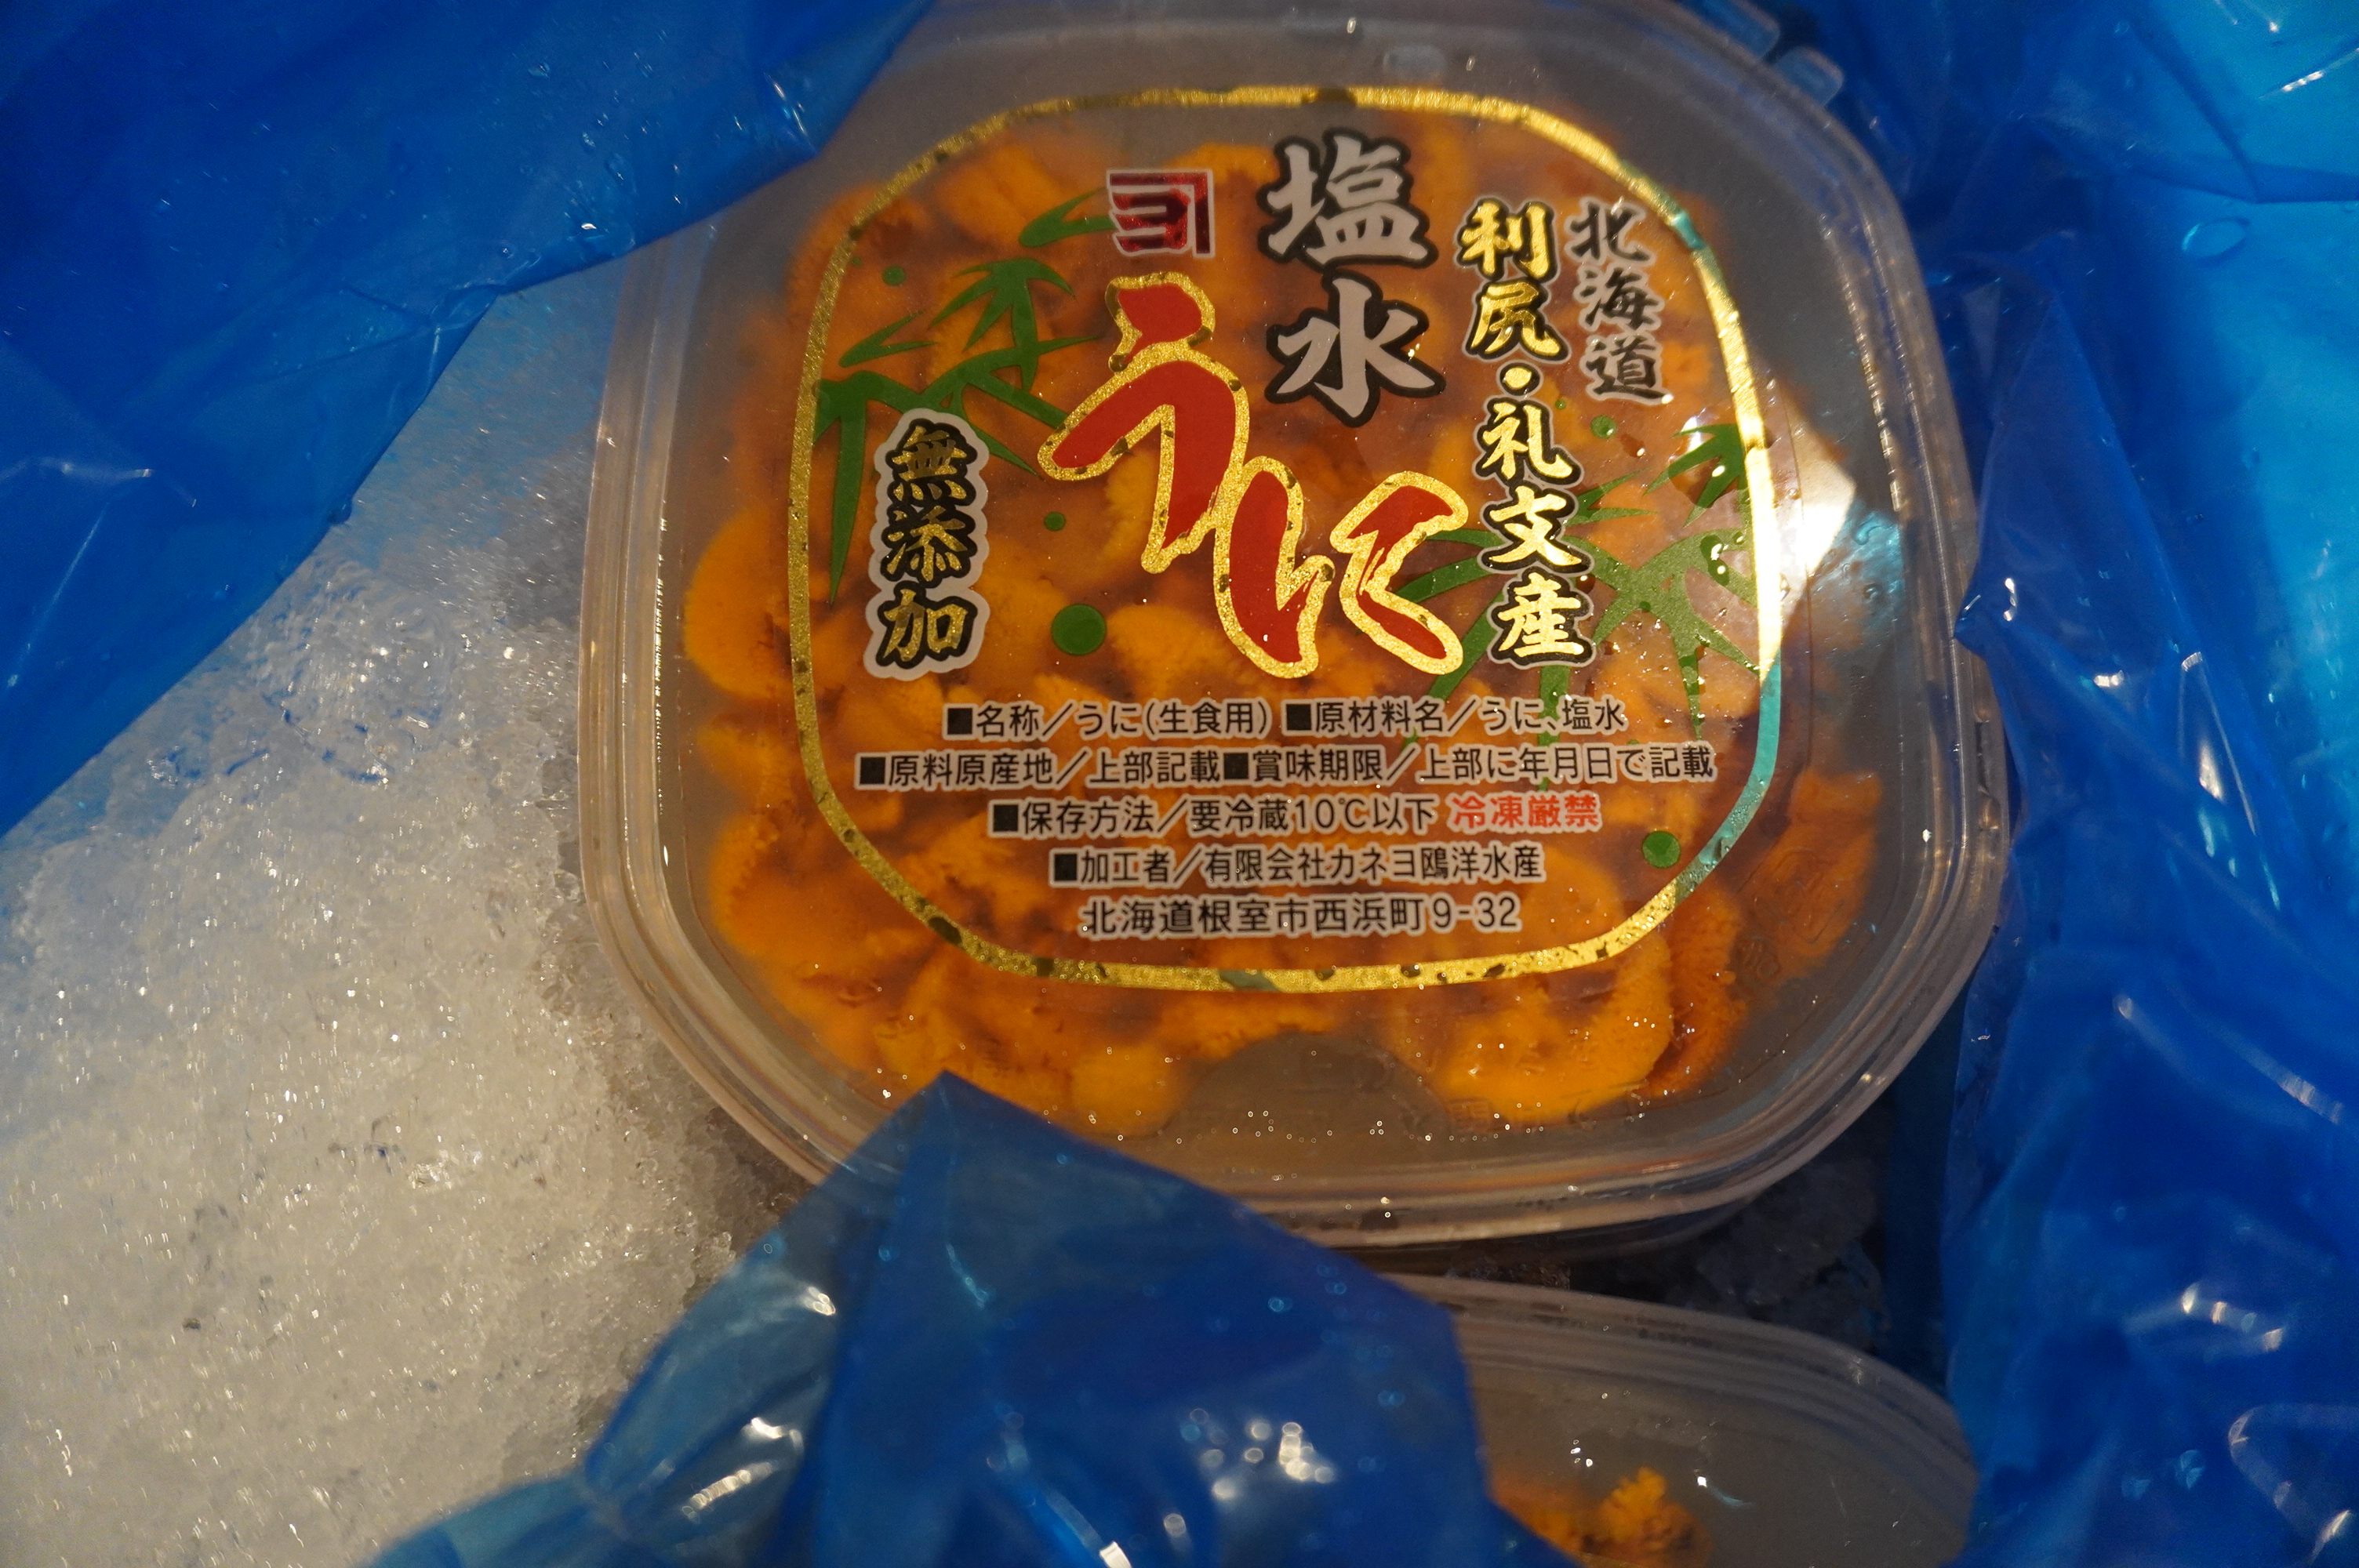 北海道
利尻・礼文産
塩水
うに
無添加
■名称／うに(生食用) ■原材料名／うに、塩水
■原料原産地／上部記載■賞味期限／上部に年月日で記載
■保存方法／要冷蔵10℃以下 冷凍厳禁
■加工者／有限会社カネヨ鴎洋水産
北海道根室市西浜町9-32